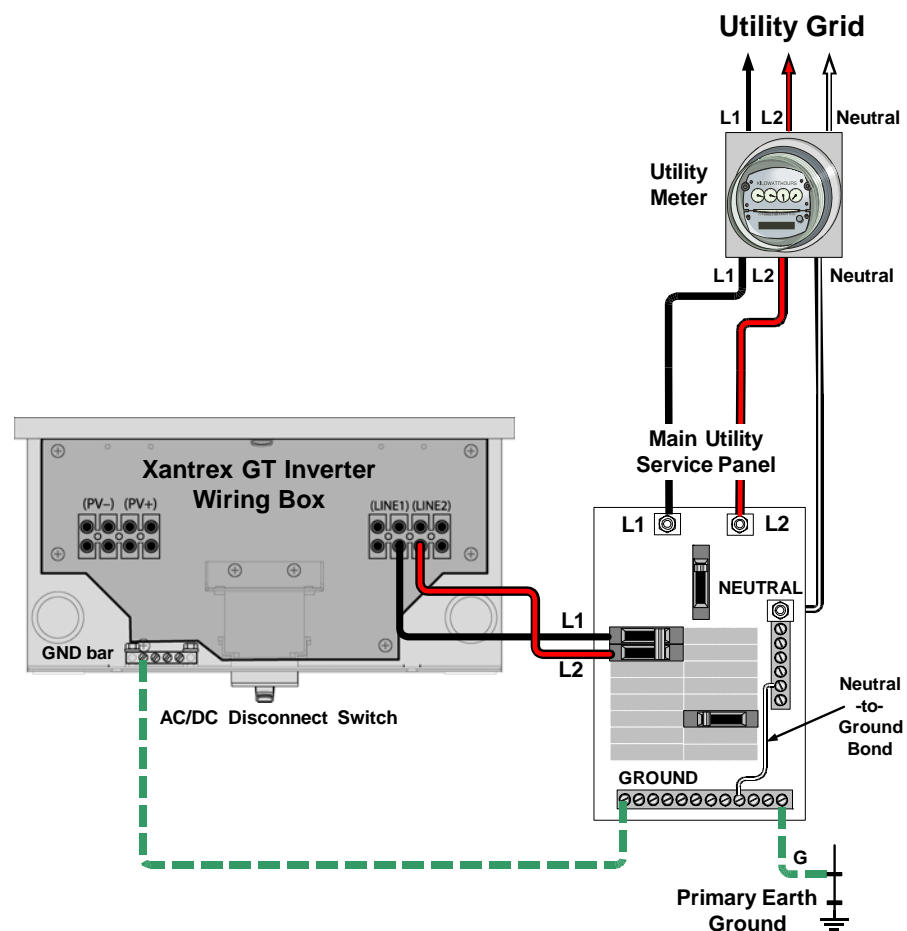 Utility Grid
L1
L2
Neutral
Utility
Meter
KILOWATTHOURS
L1
L2
Neutral
Main Utility
Service Panel
Xantrex GT Inverter
Wiring Box
(PV–) (PV+)
(LINE1) (LINE2)
L1
L2
NEUTRAL
L1
L2
GND bar
AC/DC Disconnect Switch
Neutral
-to-
Ground
Bond
GROUND
G
Primary Earth
Ground